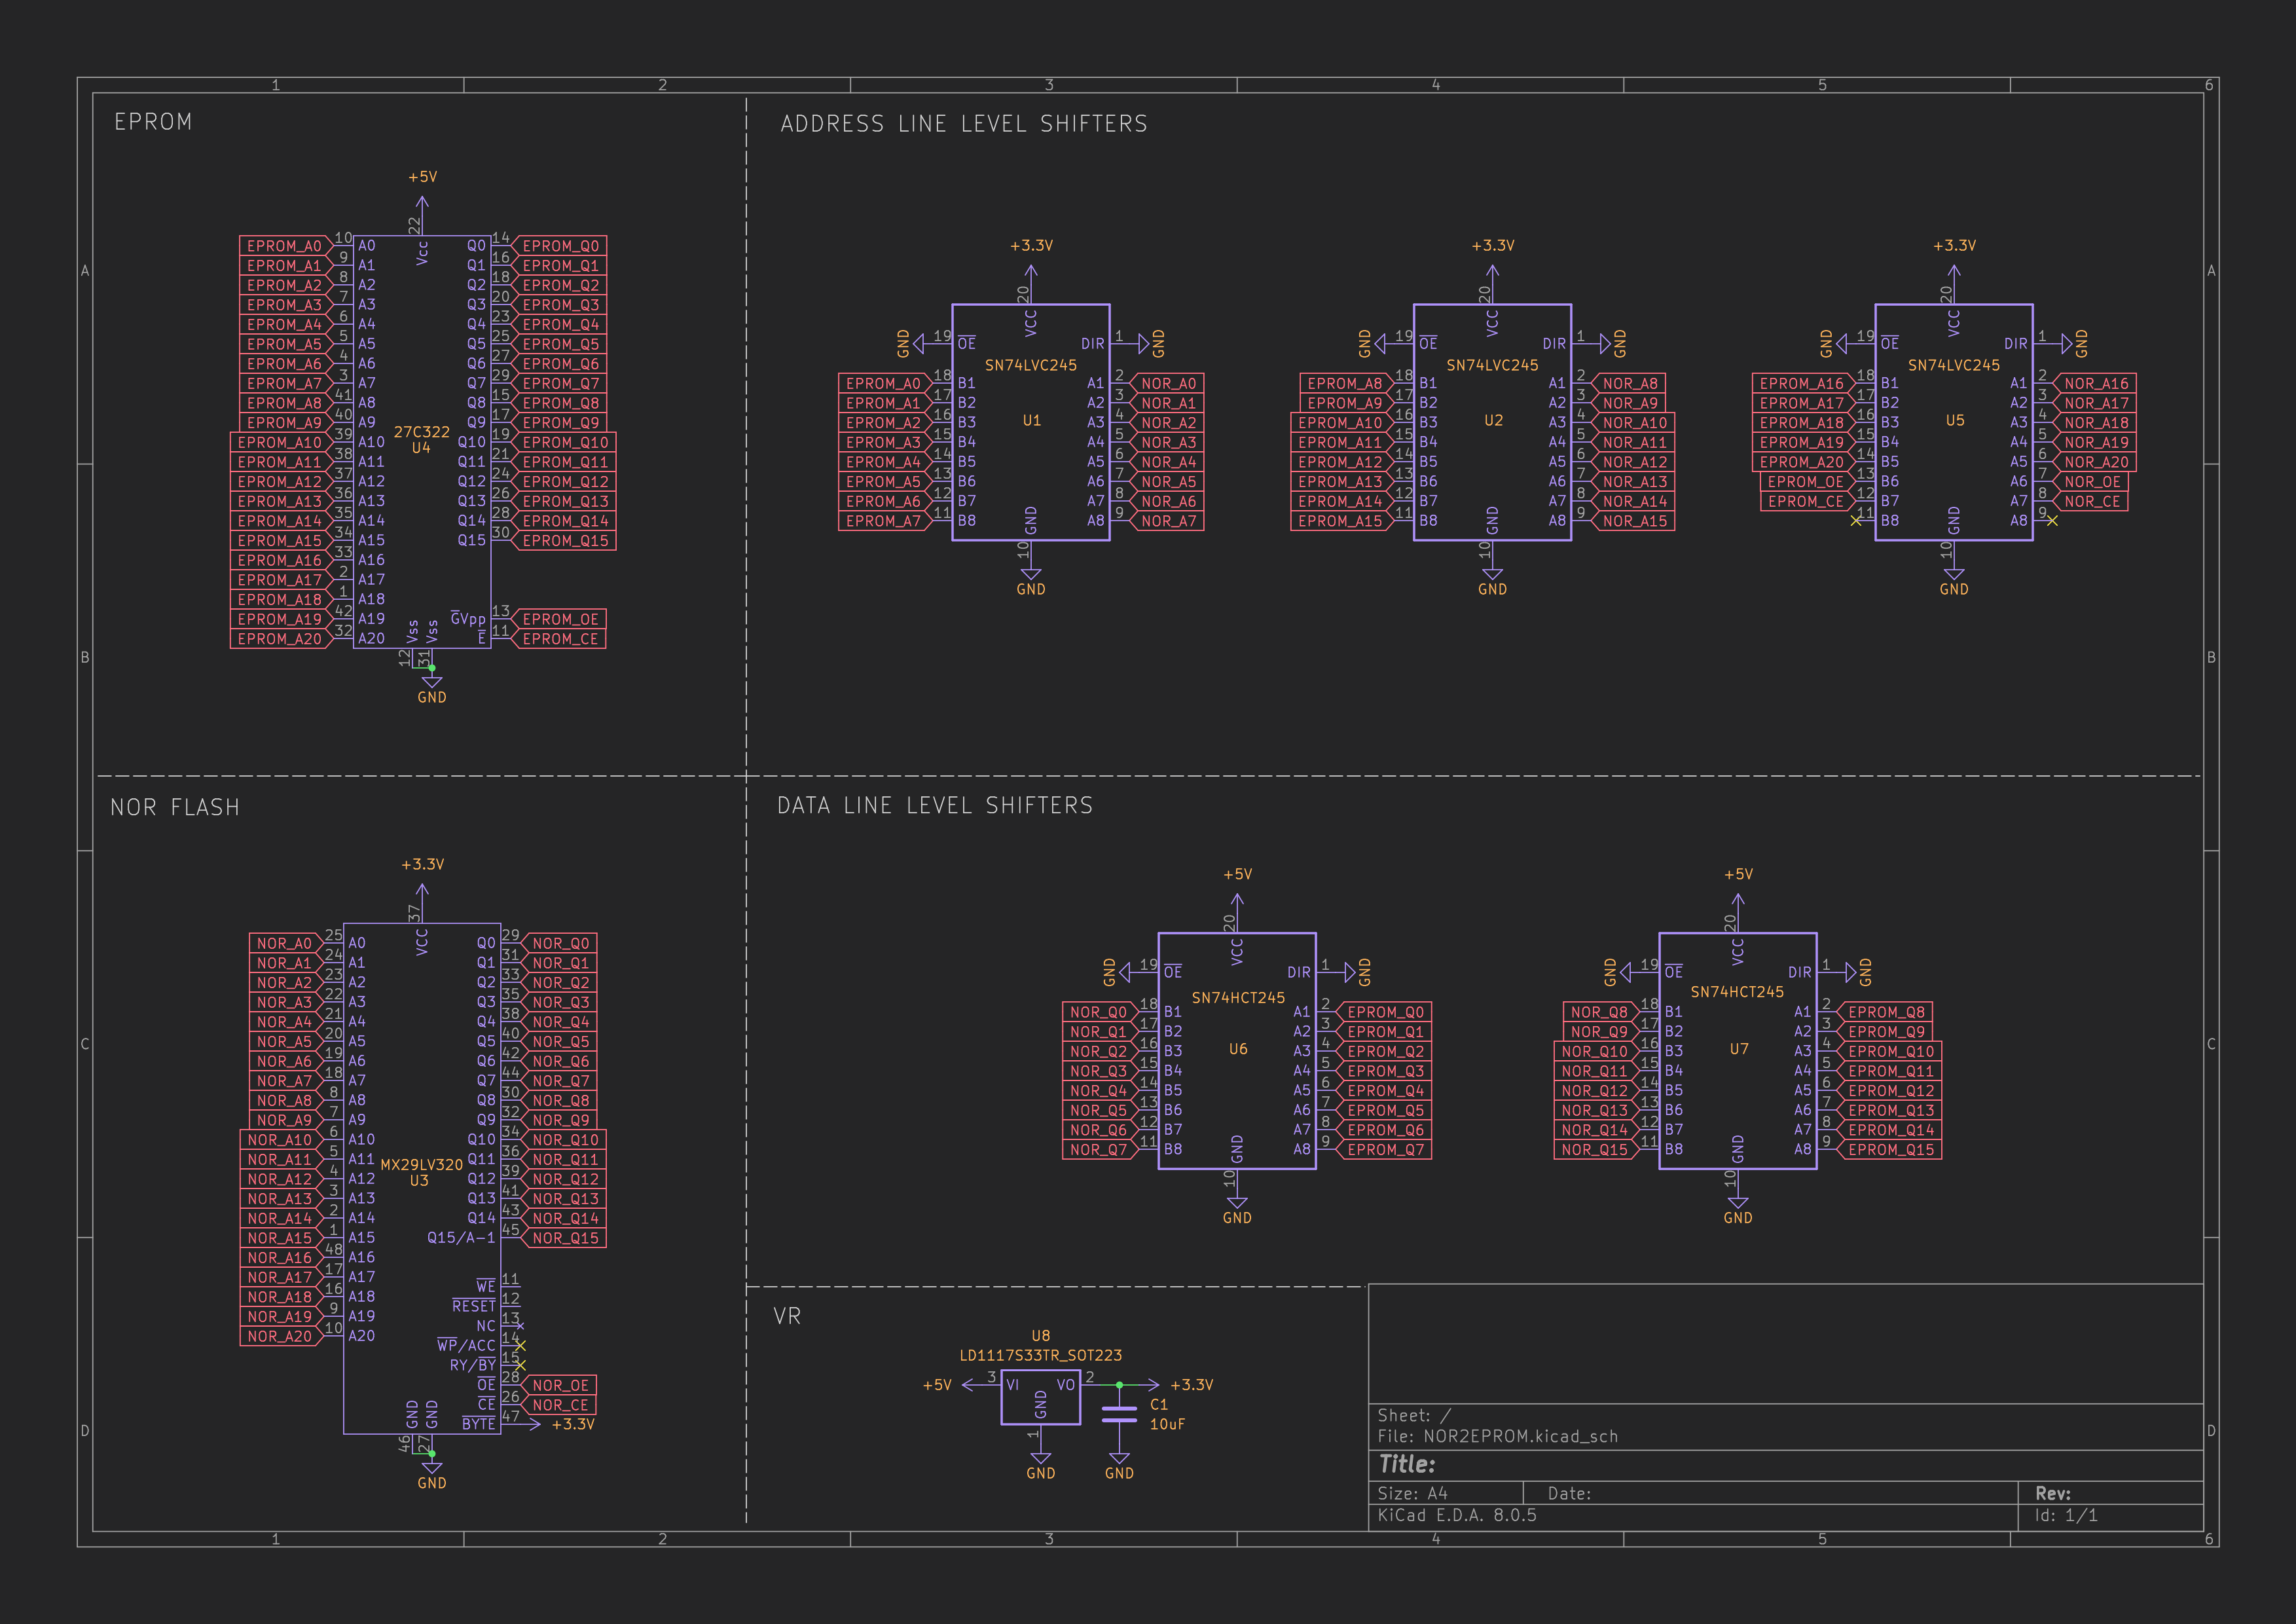 1 2 3 4 5 6
A
B
C
D
EPROM
+5V
22
Vcc
EPROM_A0 10 A0 Q0 14 EPROM_Q0
EPROM_A1 9 A1 Q1 16 EPROM_Q1
EPROM_A2 8 A2 Q2 18 EPROM_Q2
EPROM_A3 7 A3 Q3 20 EPROM_Q3
EPROM_A4 6 A4 Q4 23 EPROM_Q4
EPROM_A5 5 A5 Q5 25 EPROM_Q5
EPROM_A6 4 A6 Q6 27 EPROM_Q6
EPROM_A7 3 A7 Q7 29 EPROM_Q7
EPROM_A8 41 A8 Q8 15 EPROM_Q8
EPROM_A9 40 A9 Q9 17 EPROM_Q9
27C322
EPROM_A10 39 A10 Q10 19 EPROM_Q10
U4
EPROM_A11 38 A11 Q11 21 EPROM_Q11
EPROM_A12 37 A12 Q12 24 EPROM_Q12
EPROM_A13 36 A13 Q13 26 EPROM_Q13
EPROM_A14 35 A14 Q14 28 EPROM_Q14
EPROM_A15 34 A15 Q15 30 EPROM_Q15
EPROM_A16 33 A16
EPROM_A17 2 A17
EPROM_A18 1 A18
EPROM_A19 42 A19 GVpp 13 EPROM_OE
EPROM_A20 32 A20 E 11 EPROM_CE
Vss Vss
12 31
GND
ADDRESS LINE LEVEL SHIFTERS
+3.3V
20
VCC
GND 19 OE DIR 1 GND
SN74LVC245
EPROM_A0 18 B1 A1 2 NOR_A0
EPROM_A1 17 B2 A2 3 NOR_A1
U1
EPROM_A2 16 B3 A3 4 NOR_A2
EPROM_A3 15 B4 A4 5 NOR_A3
EPROM_A4 14 B5 A5 6 NOR_A4
EPROM_A5 13 B6 A6 7 NOR_A5
EPROM_A6 12 B7 A7 8 NOR_A6
EPROM_A7 11 B8 A8 9 NOR_A7
GND
10
GND
+3.3V
20
VCC
GND 19 OE DIR 1 GND
SN74LVC245
EPROM_A8 18 B1 A1 2 NOR_A8
EPROM_A9 17 B2 A2 3 NOR_A9
U2
EPROM_A10 16 B3 A3 4 NOR_A10
EPROM_A11 15 B4 A4 5 NOR_A11
EPROM_A12 14 B5 A5 6 NOR_A12
EPROM_A13 13 B6 A6 7 NOR_A13
EPROM_A14 12 B7 A7 8 NOR_A14
EPROM_A15 11 B8 A8 9 NOR_A15
GND
10
GND
+3.3V
20
VCC
GND 19 OE DIR 1 GND
SN74LVC245
EPROM_A16 18 B1 A1 2 NOR_A16
EPROM_A17 17 B2 A2 3 NOR_A17
U5
EPROM_A18 16 B3 A3 4 NOR_A18
EPROM_A19 15 B4 A4 5 NOR_A19
EPROM_A20 14 B5 A5 6 NOR_A20
EPROM_OE 13 B6 A6 7 NOR_OE
EPROM_CE 12 B7 A7 8 NOR_CE
11 B8 A8 9
GND
10
GND
NOR FLASH
+3.3V
37
VCC
NOR_A0 25 A0 Q0 29 NOR_Q0
NOR_A1 24 A1 Q1 31 NOR_Q1
NOR_A2 23 A2 Q2 33 NOR_Q2
NOR_A3 22 A3 Q3 35 NOR_Q3
NOR_A4 21 A4 Q4 38 NOR_Q4
NOR_A5 20 A5 Q5 40 NOR_Q5
NOR_A6 19 A6 Q6 42 NOR_Q6
NOR_A7 18 A7 Q7 44 NOR_Q7
NOR_A8 8 A8 Q8 30 NOR_Q8
NOR_A9 7 A9 Q9 32 NOR_Q9
NOR_A10 6 A10 Q10 34 NOR_Q10
NOR_A11 5 A11 Q11 36 NOR_Q11
MX29LV320
NOR_A12 4 A12 Q12 39 NOR_Q12
U3
NOR_A13 3 A13 Q13 41 NOR_Q13
NOR_A14 2 A14 Q14 43 NOR_Q14
NOR_A15 1 A15 Q15/A-1 45 NOR_Q15
NOR_A16 48 A16
NOR_A17 17 A17 WE 11
NOR_A18 16 A18 RESET 12
NOR_A19 9 A19 NC 13
NOR_A20 10 A20 WP/ACC 14
RY/BY 15
OE 28 NOR_OE
CE 26 NOR_CE
BYTE 47 +3.3V
GND GND
46 27
GND
DATA LINE LEVEL SHIFTERS
+5V
20
VCC
GND 19 OE DIR 1 GND
SN74HCT245
NOR_Q0 18 B1 A1 2 EPROM_Q0
NOR_Q1 17 B2 A2 3 EPROM_Q1
U6
NOR_Q2 16 B3 A3 4 EPROM_Q2
NOR_Q3 15 B4 A4 5 EPROM_Q3
NOR_Q4 14 B5 A5 6 EPROM_Q4
NOR_Q5 13 B6 A6 7 EPROM_Q5
NOR_Q6 12 B7 A7 8 EPROM_Q6
NOR_Q7 11 B8 A8 9 EPROM_Q7
GND
10
GND
+5V
20
VCC
GND 19 OE DIR 1 GND
SN74HCT245
NOR_Q8 18 B1 A1 2 EPROM_Q8
NOR_Q9 17 B2 A2 3 EPROM_Q9
U7
NOR_Q10 16 B3 A3 4 EPROM_Q10
NOR_Q11 15 B4 A4 5 EPROM_Q11
NOR_Q12 14 B5 A5 6 EPROM_Q12
NOR_Q13 13 B6 A6 7 EPROM_Q13
NOR_Q14 12 B7 A7 8 EPROM_Q14
NOR_Q15 11 B8 A8 9 EPROM_Q15
GND
10
GND
VR
U8
LD1117S33TR_SOT223
+5V 3 VI VO 2 +3.3V
GND
1
GND
C1
10uF
GND
Sheet: /
File: NOR2EPROM.kicad_sch
Title:
Size: A4 Date: Rev:
KiCad E.D.A. 8.0.5 Id: 1/1
A
B
C
D
1 2 3 4 5 6